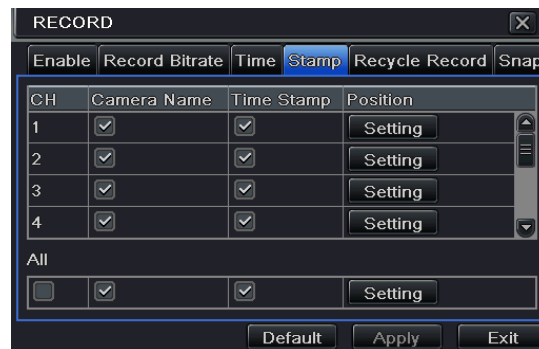 RECORD
Enable Record Bitrate Time Stamp Recycle Record Snap
CH Camera Name Time Stamp Position
1 Setting
2 Setting
3 Setting
4 Setting
All
Setting
Default Apply Exit